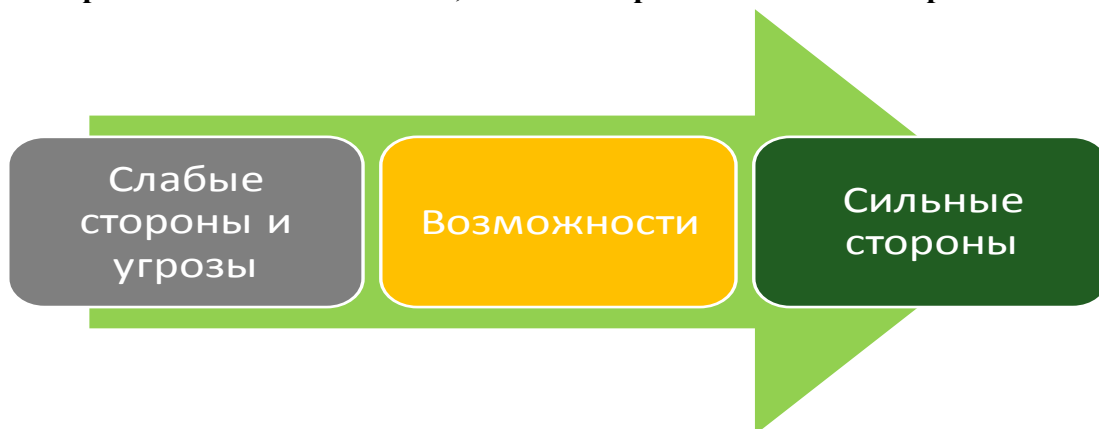 Слабые
стороны и
угрозы
Возможности
Сильные
стороны